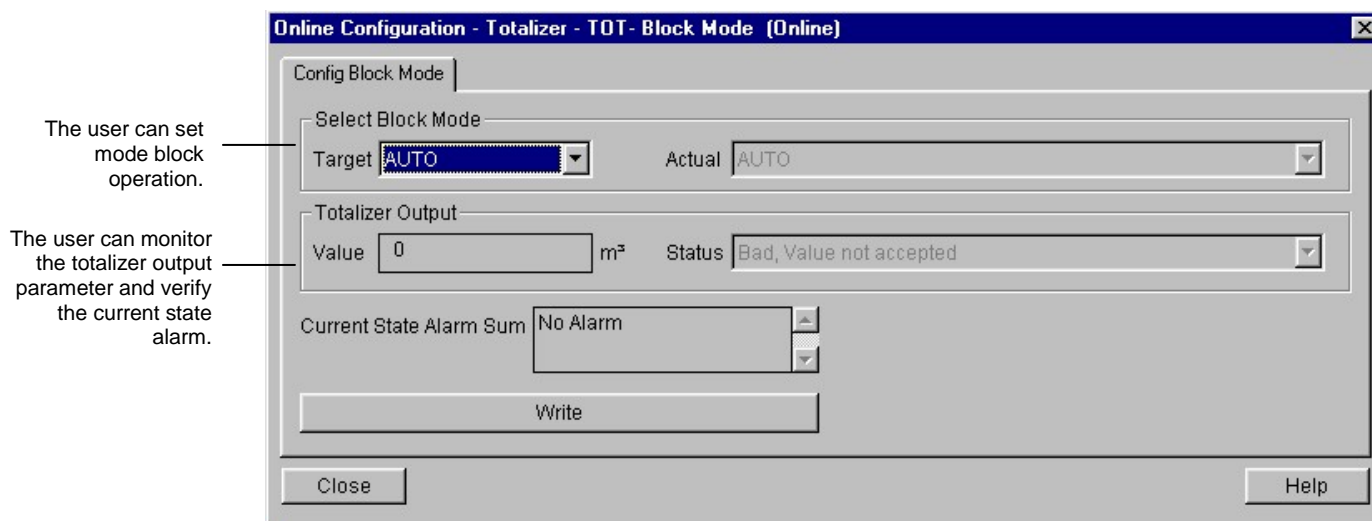 Online Configuration - Totalizer - TOT- Block Mode (Online)
Config Block Mode
The user can set
mode block
operation.
Select Block Mode
Target AUTO Actual AUTO
The user can monitor
the totalizer output
parameter and verify
the current state
alarm.
Totalizer Output
Value 0 m³ Status Bad, Value not accepted
Current State Alarm Sum No Alarm
Write
Close Help